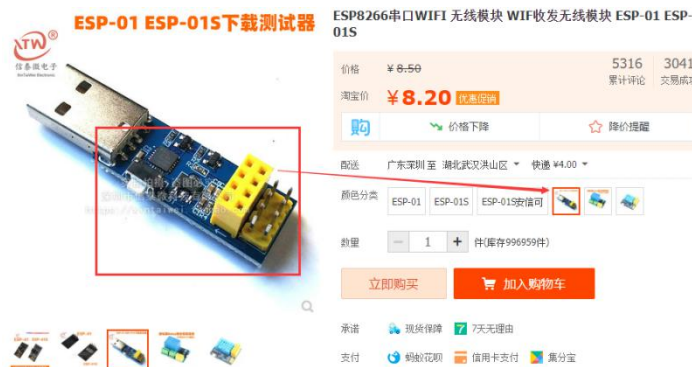 ESP-01 ESP-01S下载测试器
信泰微电子
ESP8266串口WIFI 无线模块 WIF收发无线模块 ESP-01 ESP-
01S
价格 ¥ 8.50
5316 3041
累计评论 交易成
淘宝价 ¥8.20 优惠促销
购 价格下降 降价提醒
配送 广东深圳 至 湖北武汉洪山区 快递 ¥4.00
颜色分类 ESP-01 ESP-01S ESP-01S安信可
数量 - 1 + 件(库存996959件)
立即购买 加入购物车
承诺 现货保障 7 7天无理由
支付 蚂蚁花呗 信用卡支付 集分宝